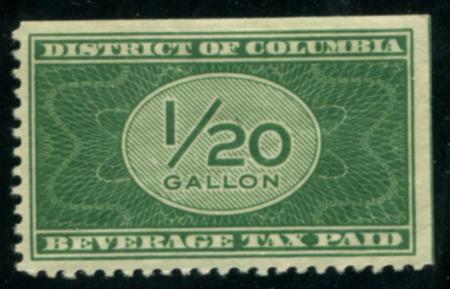 DISTRICT OF COLUMBIA
1/20
GALLON
BEVERAGE TAX PAID